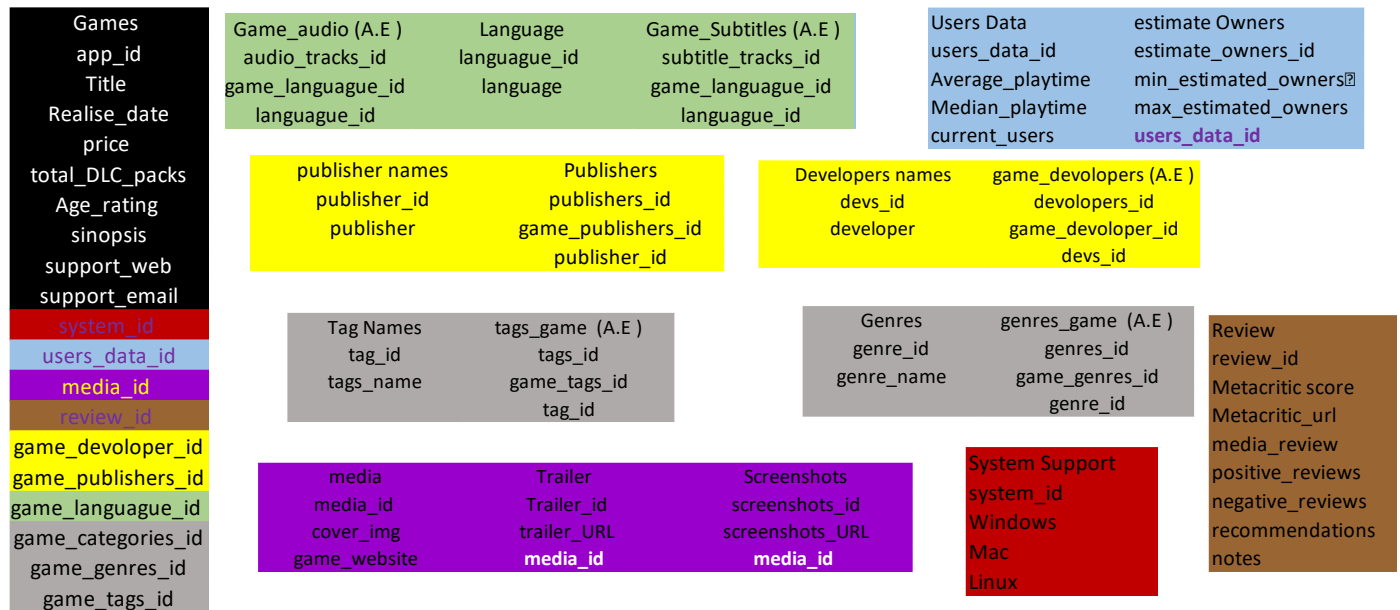 Games
app_id
Title
Realise_date
price
total_DLC_packs
Age_rating
sinopsis
support_web
support_email
system_id
users_data_id
media_id
review_id
game_devoloper_id
game_publishers_id
game_languague_id
game_categories_id
game_genres_id
game_tags_id
Game_audio (A.E )
audio_tracks_id
game_languague_id
languague_id
Language
languague_id
language
Game_Subtitles (A.E )
subtitle_tracks_id
game_languague_id
languague_id
Users Data
users_data_id
Average_playtime
Median_playtime
current_users
estimate Owners
estimate_owners_id
min_estimated_owners⍰
max_estimated_owners
users_data_id
publisher names
publisher_id
publisher
Publishers
publishers_id
game_publishers_id
publisher_id
Developers names
devs_id
developer
game_devolopers (A.E )
devolopers_id
game_devoloper_id
devs_id
Tag Names
tag_id
tags_name
tags_game (A.E )
tags_id
game_tags_id
tag_id
Genres
genre_id
genre_name
genres_game (A.E )
genres_id
game_genres_id
genre_id
Review
review_id
Metacritic score
Metacritic_url
media_review
positive_reviews
negative_reviews
recommendations
notes
media
media_id
cover_img
game_website
Trailer
Trailer_id
trailer_URL
media_id
Screenshots
screenshots_id
screenshots_URL
media_id
System Support
system_id
Windows
Mac
Linux